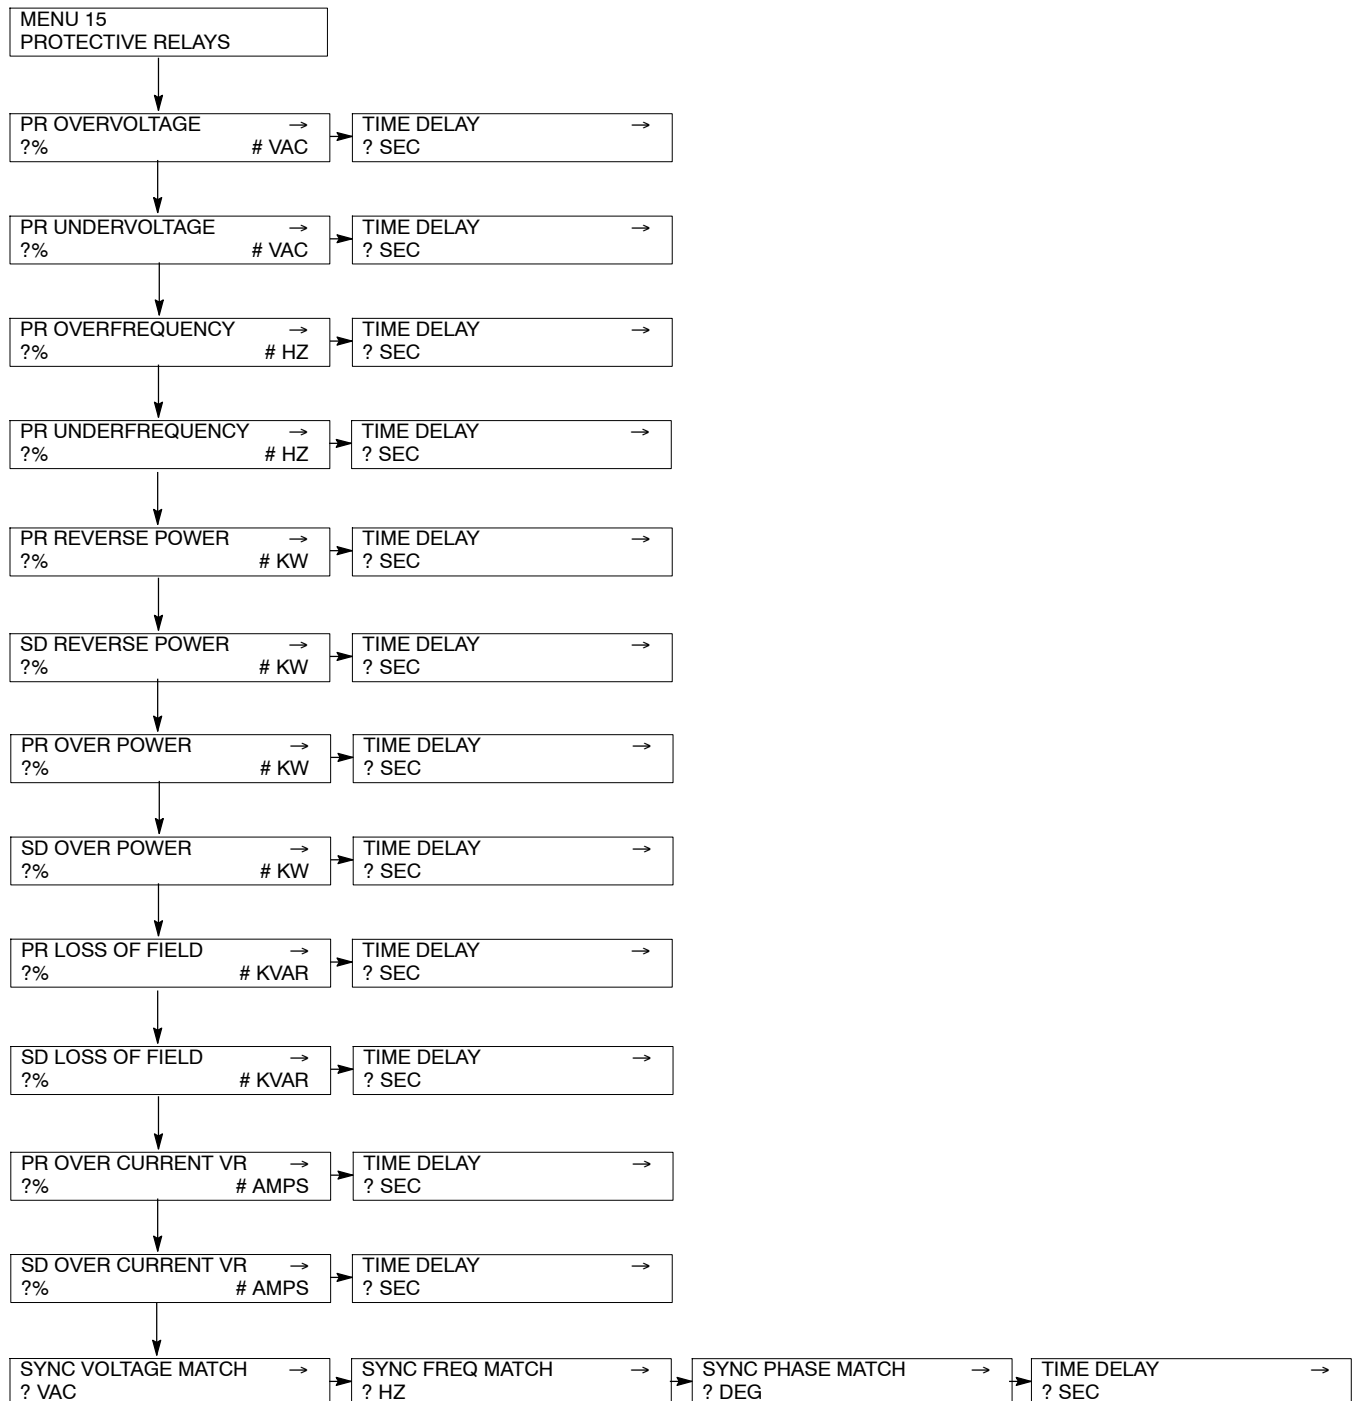 MENU 15
PROTECTIVE RELAYS
PR OVERVOLTAGE → TIME DELAY →
?% # VAC ? SEC
PR UNDERVOLTAGE → TIME DELAY →
?% # VAC ? SEC
PR OVERFREQUENCY → TIME DELAY →
?% # HZ ? SEC
PR UNDERFREQUENCY → TIME DELAY →
?% # HZ ? SEC
PR REVERSE POWER → TIME DELAY →
?% # KW ? SEC
SD REVERSE POWER → TIME DELAY →
?% # KW ? SEC
PR OVER POWER → TIME DELAY →
?% # KW ? SEC
SD OVER POWER → TIME DELAY →
?% # KW ? SEC
PR LOSS OF FIELD → TIME DELAY →
?% # KVAR ? SEC
SD LOSS OF FIELD → TIME DELAY →
?% # KVAR ? SEC
PR OVER CURRENT VR → TIME DELAY →
?% # AMPS ? SEC
SD OVER CURRENT VR → TIME DELAY →
?% # AMPS ? SEC
SYNC VOLTAGE MATCH → SYNC FREQ MATCH → SYNC PHASE MATCH → TIME DELAY →
? VAC ? HZ ? DEG ? SEC